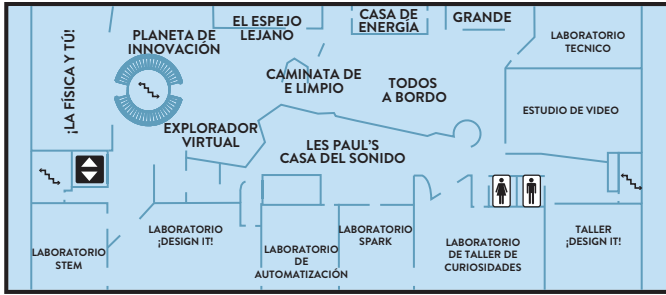 ¡LA FÍSICA Y TÚ!
PLANETA DE
INNOVACIÓN
EL ESPEJO
LEJANO
CASA DE
ENERGÍA
GRANDE
LABORATORIO
TECNICO
CAMINATA DE
E LIMPIO
TODOS
A BORDO
ESTUDIO DE VIDEO
EXPLORADOR
VIRTUAL
LES PAUL'S
CASA DEL SONIDO
LABORATORIO
STEM
LABORATORIO
¡DESIGN IT!
LABORATORIO
DE
AUTOMATIZACIÓN
LABORATORIO
SPARK
LABORATORIO
DE TALLER DE
CURIOSIDADES
TALLER
¡DESIGN IT!